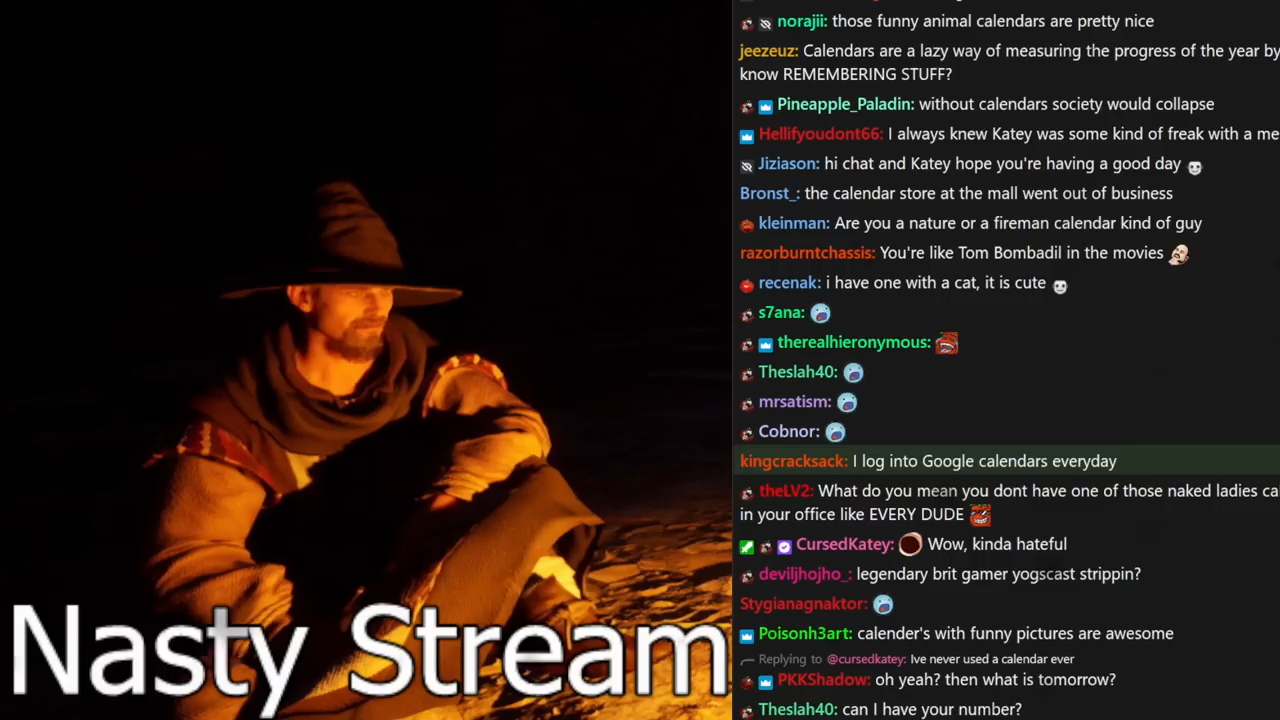 norajii: those funny animal calendars are pretty nice
jeezeuz: Calendars are a lazy way of measuring the progress of the year by
know REMEMBERING STUFF?
Pineapple_Paladin: without calendars society would collapse
Hellifyoudont66: I always knew Katey was some kind of freak with a me
Jiziason: hi chat and Katey hope you're having a good day
Bronst_: the calendar store at the mall went out of business
kleinman: Are you a nature or a fireman calendar kind of guy
razorburntchassis: You're like Tom Bombadil in the movies
recenak: i have one with a cat, it is cute
s7ana:
therealhieronymous:
Theslah40:
mrsatism:
Cobnor:
kingcracksack: I log into Google calendars everyday
theLV2: What do you mean you dont have one of those naked ladies ca
in your office like EVERY DUDE
CursedKatey: Wow, kinda hateful
deviljhojho_: legendary brit gamer yogscast strippin?
Stygianagnaktor:
Poisonh3art: calender's with funny pictures are awesome
Replying to @cursedkatey: Ive never used a calendar ever
PKKShadow: oh yeah? then what is tomorrow?
Theslah40: can I have your number?
Nasty Stream